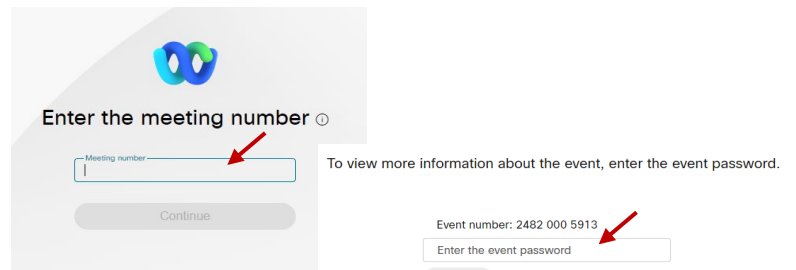 Enter the meeting number
Meeting number
Continue
To view more information about the event, enter the event password.
Event number: 2482 000 5913
Enter the event password